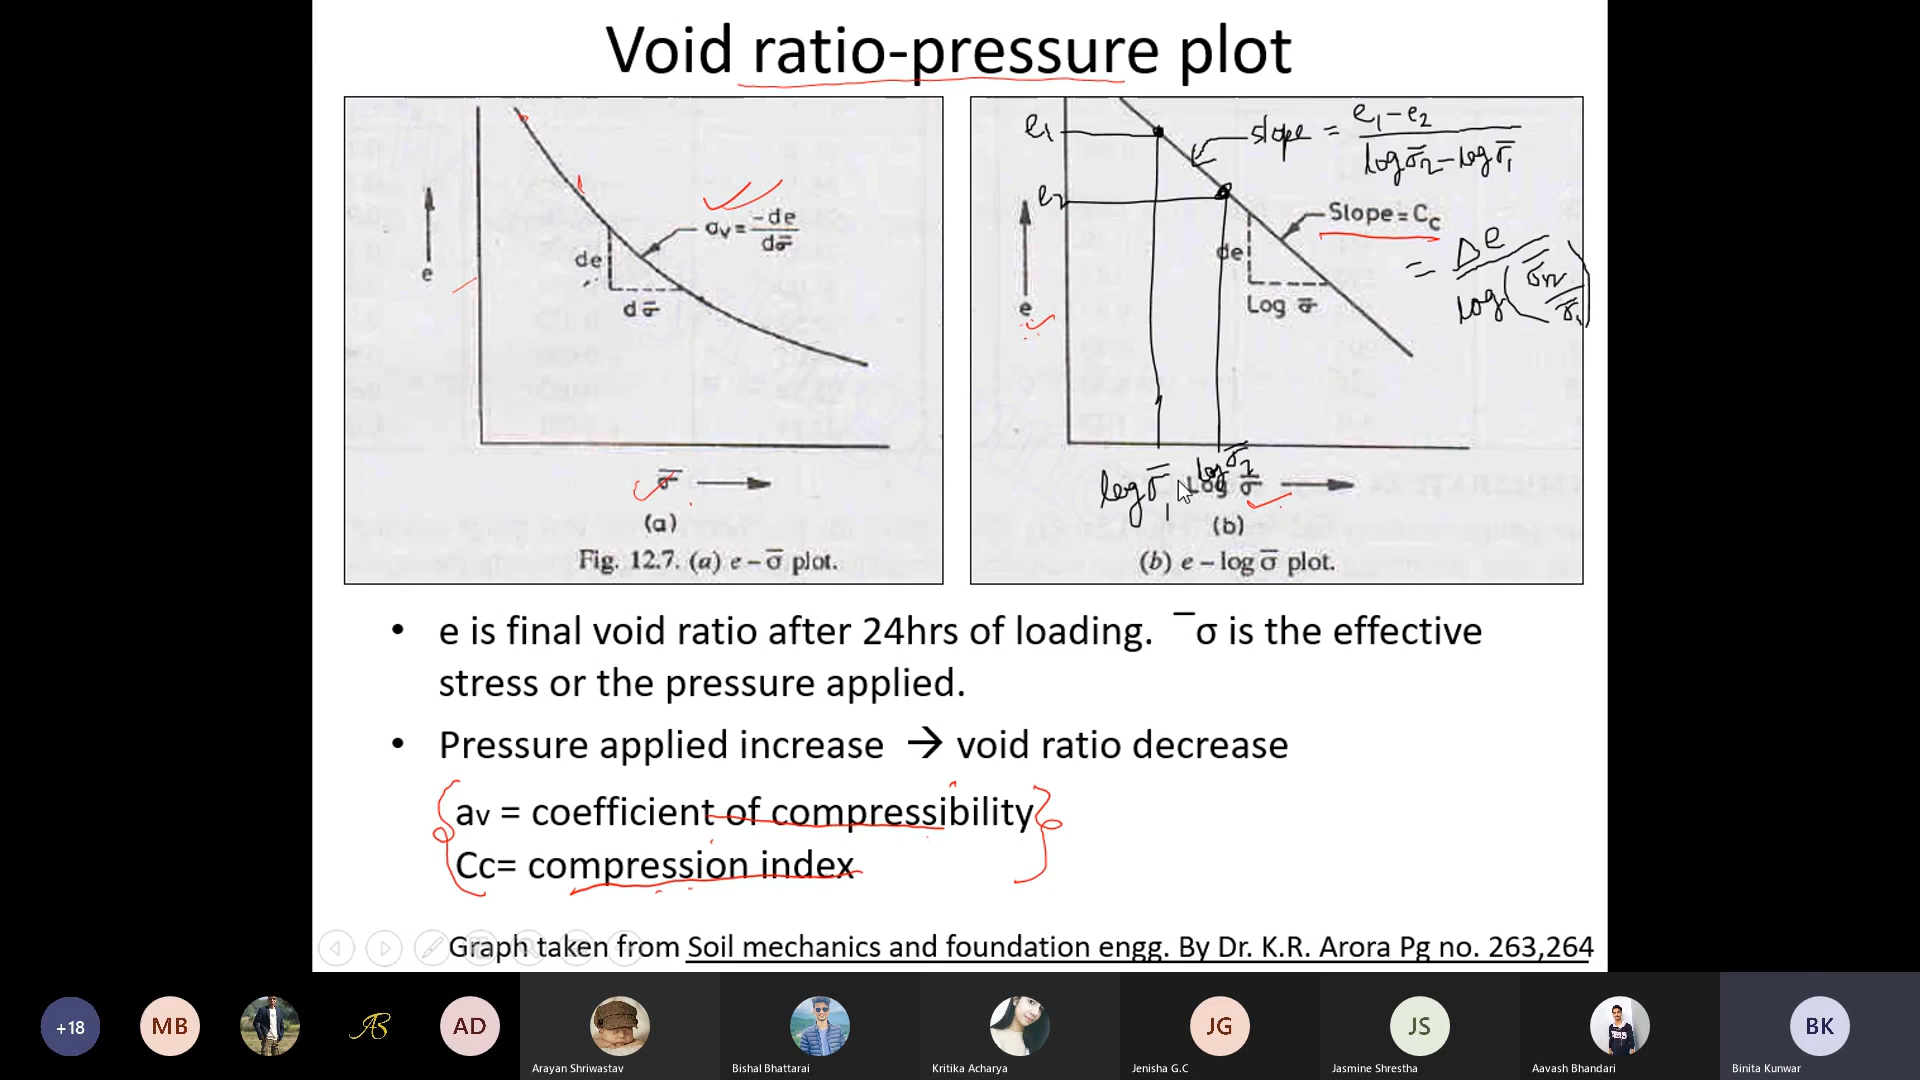 Void ratio-pressure plot
e
a_v = -de / dσ̅
de
dσ̅
σ̅
(a)
Fig. 12.7. (a) e – σ̅ plot.
e₁
e₂
slope = e₁ - e₂ / log σ̅₂ - log σ̅₁
Slope = C_c
= Δe / log (σ̅₂ / σ̅₁)
de
Log σ̅
e
log σ̅₁
log σ̅₂
Log σ̅
(b)
(b) e – log σ̅ plot.
• e is final void ratio after 24hrs of loading. ¯σ is the effective
stress or the pressure applied.
• Pressure applied increase → void ratio decrease
av = coefficient of compressibility
Cc= compression index
Graph taken from Soil mechanics and foundation engg. By Dr. K.R. Arora Pg no. 263,264
+18
MB
AS
AD
JG
JS
BK
Arayan Shriwastav
Bishal Bhattarai
Kritika Acharya
Jenisha G.C
Jasmine Shrestha
Aavash Bhandari
Binita Kunwar